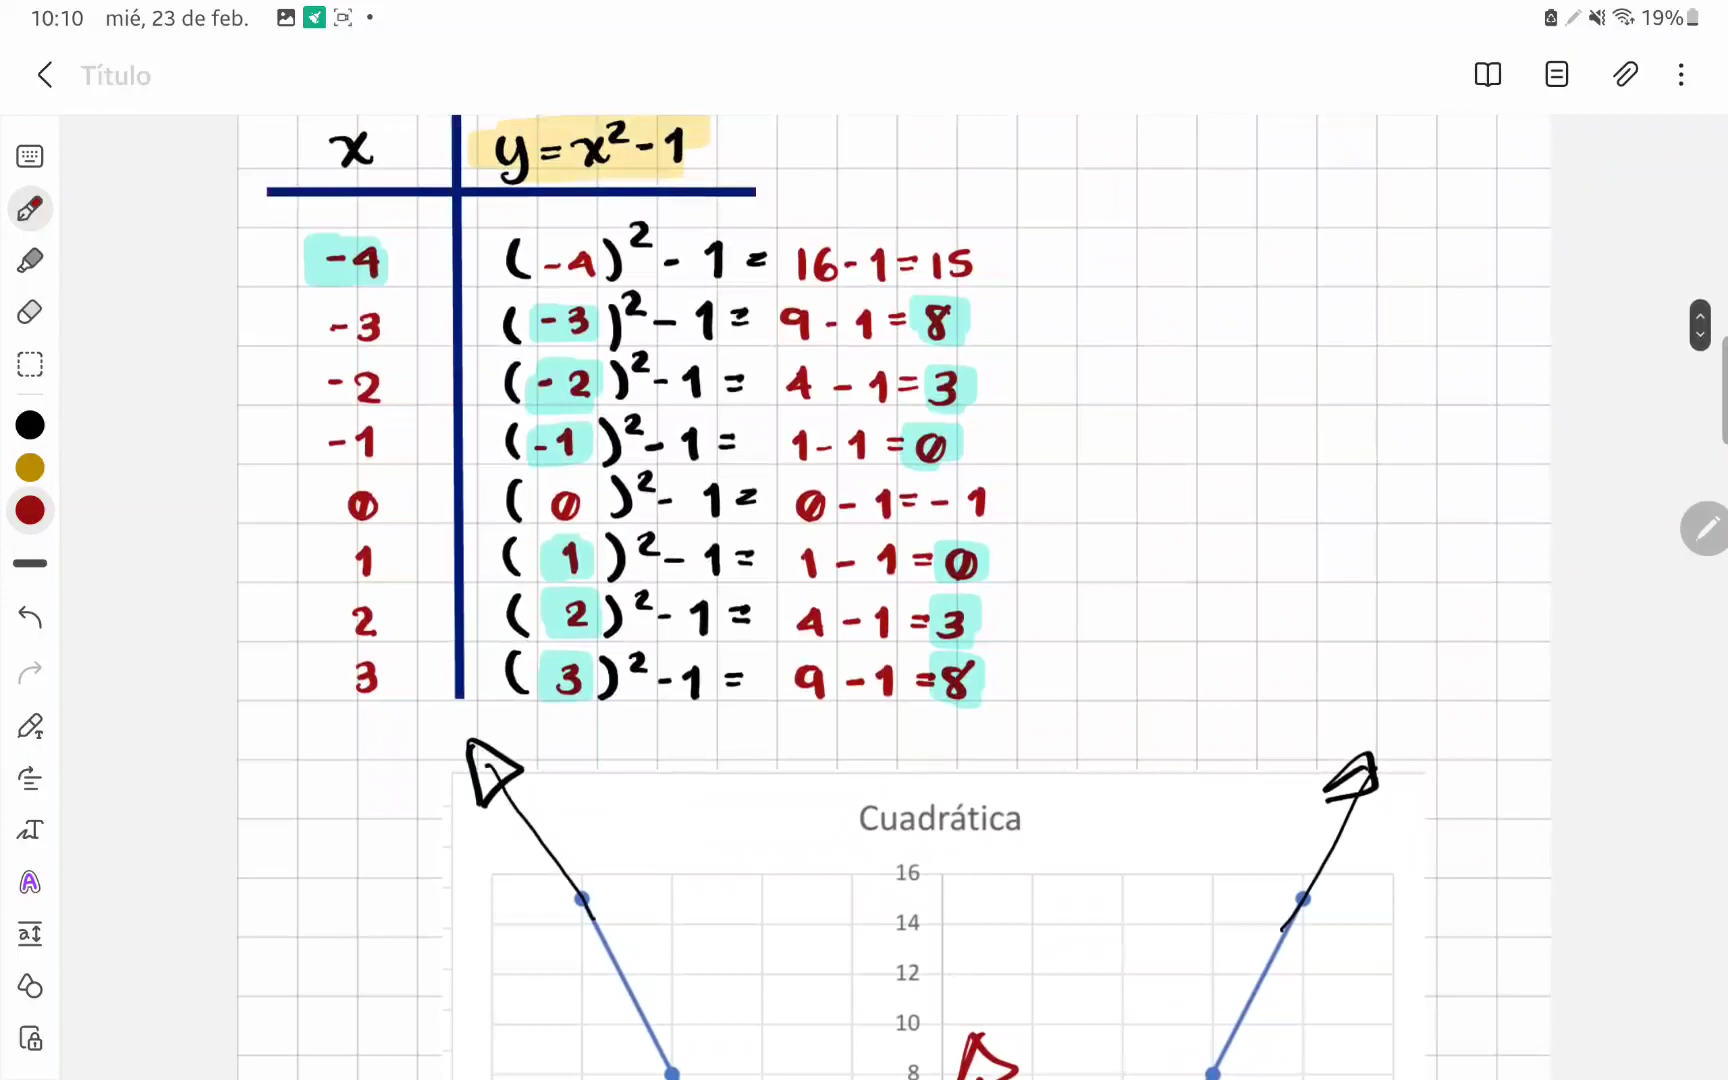 10:10 mié, 23 de feb. 19%
Título
x y = x² - 1
-4 (-4)² - 1 = 16 - 1 = 15
-3 (-3)² - 1 = 9 - 1 = 8
-2 (-2)² - 1 = 4 - 1 = 3
-1 (-1)² - 1 = 1 - 1 = 0
0 (0)² - 1 = 0 - 1 = -1
1 (1)² - 1 = 1 - 1 = 0
2 (2)² - 1 = 4 - 1 = 3
3 (3)² - 1 = 9 - 1 = 8
Cuadrática
16
14
12
10
8